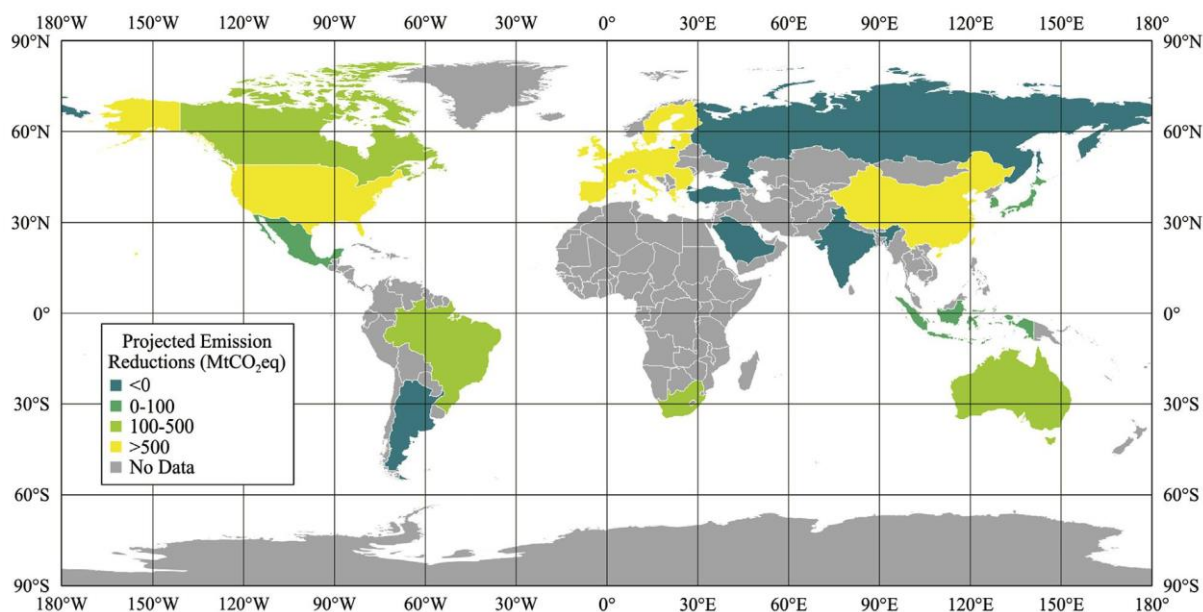 180° 150°W 120°W 90°W 60°W 30°W 0° 30°E 60°E 90°E 120°E 150°E 180°
90°N 90°N
60°N 60°N
30°N 30°N
0° 0°
Projected Emission
Reductions (MtCO₂eq)
<0
0-100
100-500
>500
No Data
30°S 30°S
60°S 60°S
90°S 90°S
180°W 150°W 120°W 90°W 60°W 30°W 0° 30°E 60°E 90°E 120°E 150°E 180°